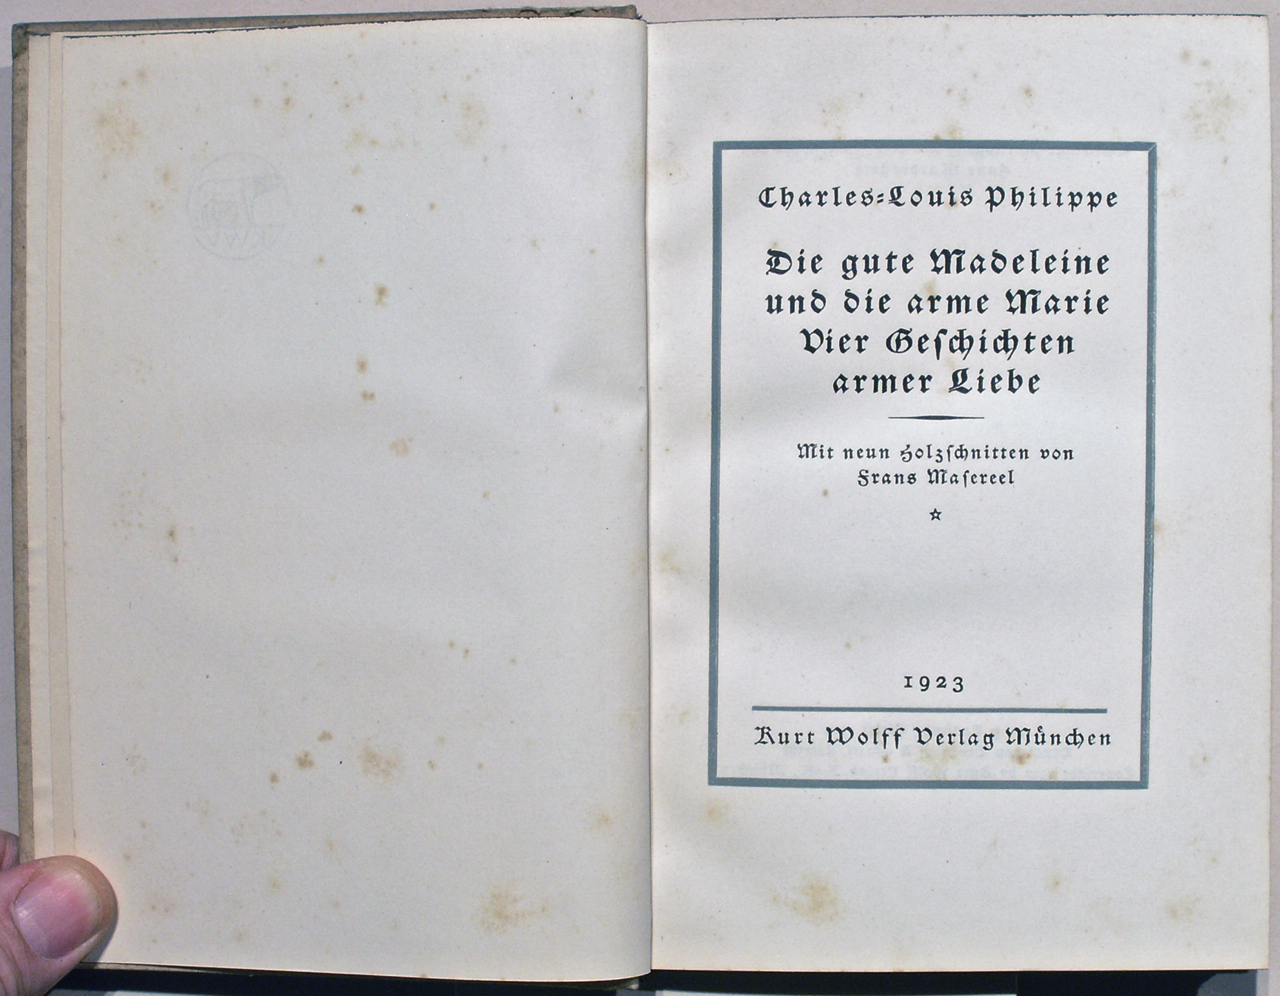 Charles-Louis Philippe
Die gute Madeleine
und die arme Marie
Vier Geſchichten
armer Liebe
Mit neun Holzſchnitten von
Frans Maſereel
☆
1923
Kurt Wolff Verlag München